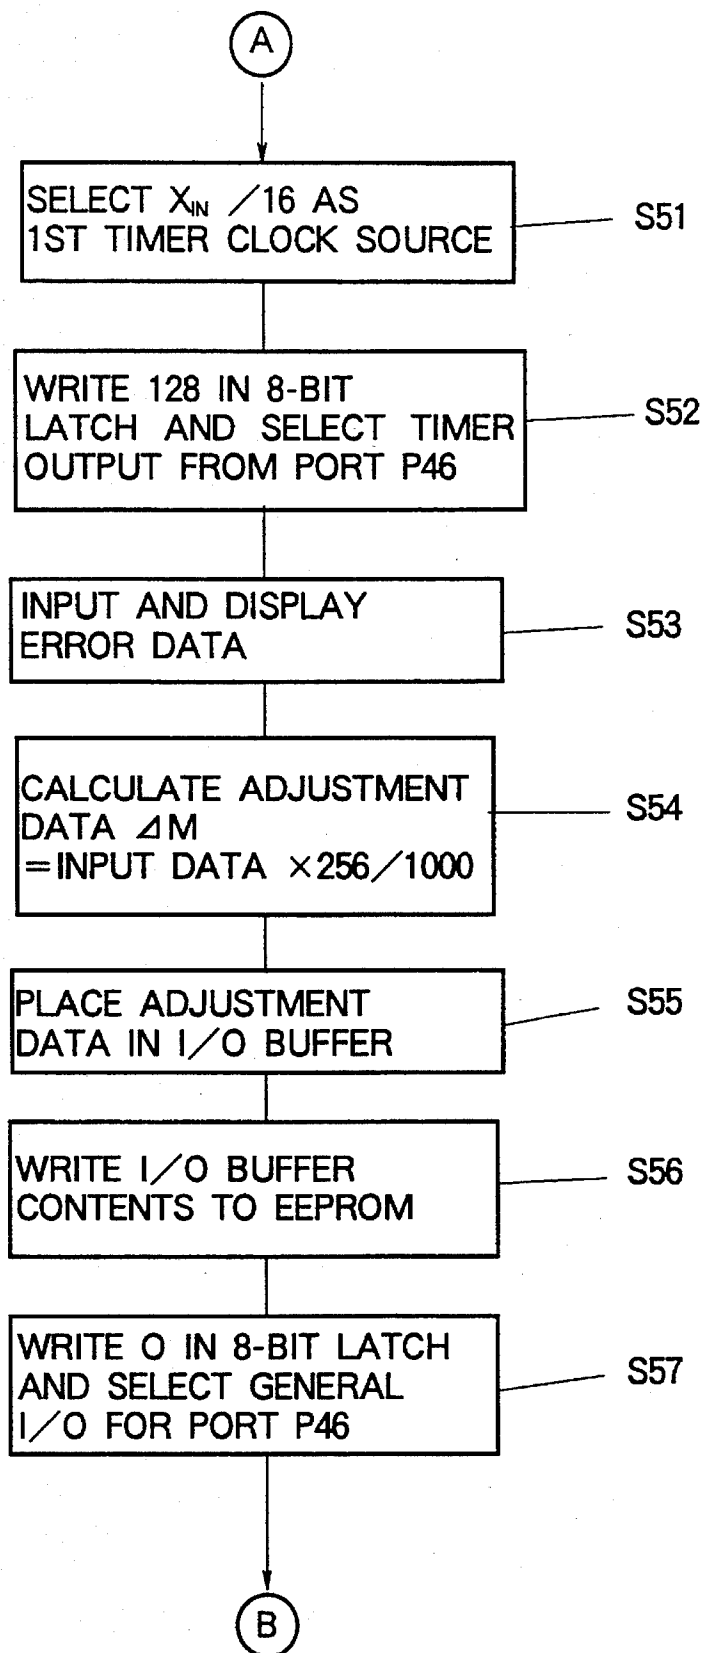 A
SELECT XIN /16 AS
1ST TIMER CLOCK SOURCE
S51
WRITE 128 IN 8-BIT
LATCH AND SELECT TIMER
OUTPUT FROM PORT P46
S52
INPUT AND DISPLAY
ERROR DATA
S53
CALCULATE ADJUSTMENT
DATA ⊿M
=INPUT DATA ×256/1000
S54
PLACE ADJUSTMENT
DATA IN I/O BUFFER
S55
WRITE I/O BUFFER
CONTENTS TO EEPROM
S56
WRITE O IN 8-BIT LATCH
AND SELECT GENERAL
I/O FOR PORT P46
S57
B